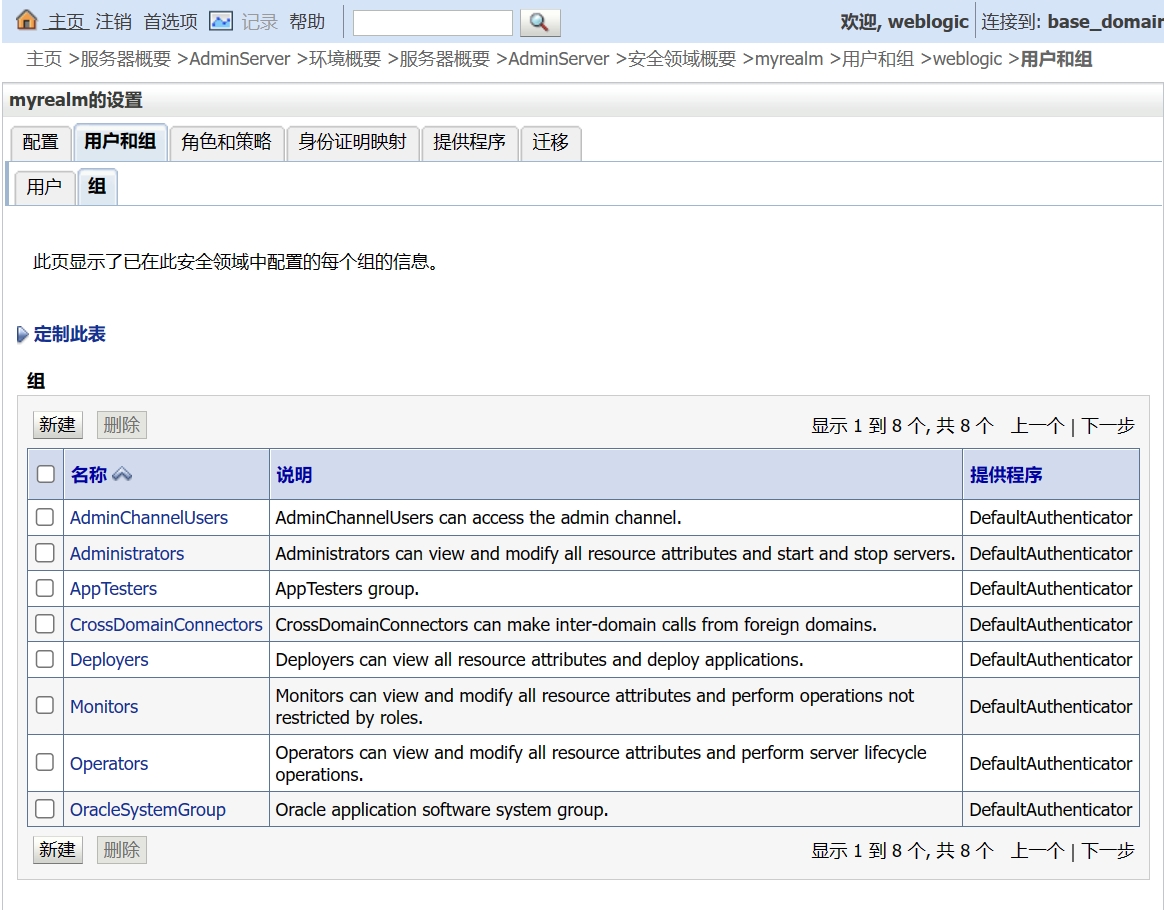 主页 注销 首选项 记录 帮助 欢迎, weblogic 连接到: base_domain
主页 >服务器概要 >AdminServer >环境概要 >服务器概要 >AdminServer >安全领域概要 >myrealm >用户和组 >weblogic >用户和组
myrealm的设置
配置 用户和组 角色和策略 身份证明映射 提供程序 迁移
用户 组
此页显示了已在此安全领域中配置的每个组的信息。
定制此表
组
新建 删除 显示 1 到 8 个, 共 8 个 上一个 | 下一步
名称 说明 提供程序
AdminChannelUsers AdminChannelUsers can access the admin channel. DefaultAuthenticator
Administrators Administrators can view and modify all resource attributes and start and stop servers. DefaultAuthenticator
AppTesters AppTesters group. DefaultAuthenticator
CrossDomainConnectors CrossDomainConnectors can make inter-domain calls from foreign domains. DefaultAuthenticator
Deployers Deployers can view all resource attributes and deploy applications. DefaultAuthenticator
Monitors Monitors can view and modify all resource attributes and perform operations not DefaultAuthenticator
restricted by roles.
Operators Operators can view and modify all resource attributes and perform server lifecycle DefaultAuthenticator
operations.
OracleSystemGroup Oracle application software system group. DefaultAuthenticator
新建 删除 显示 1 到 8 个, 共 8 个 上一个 | 下一步